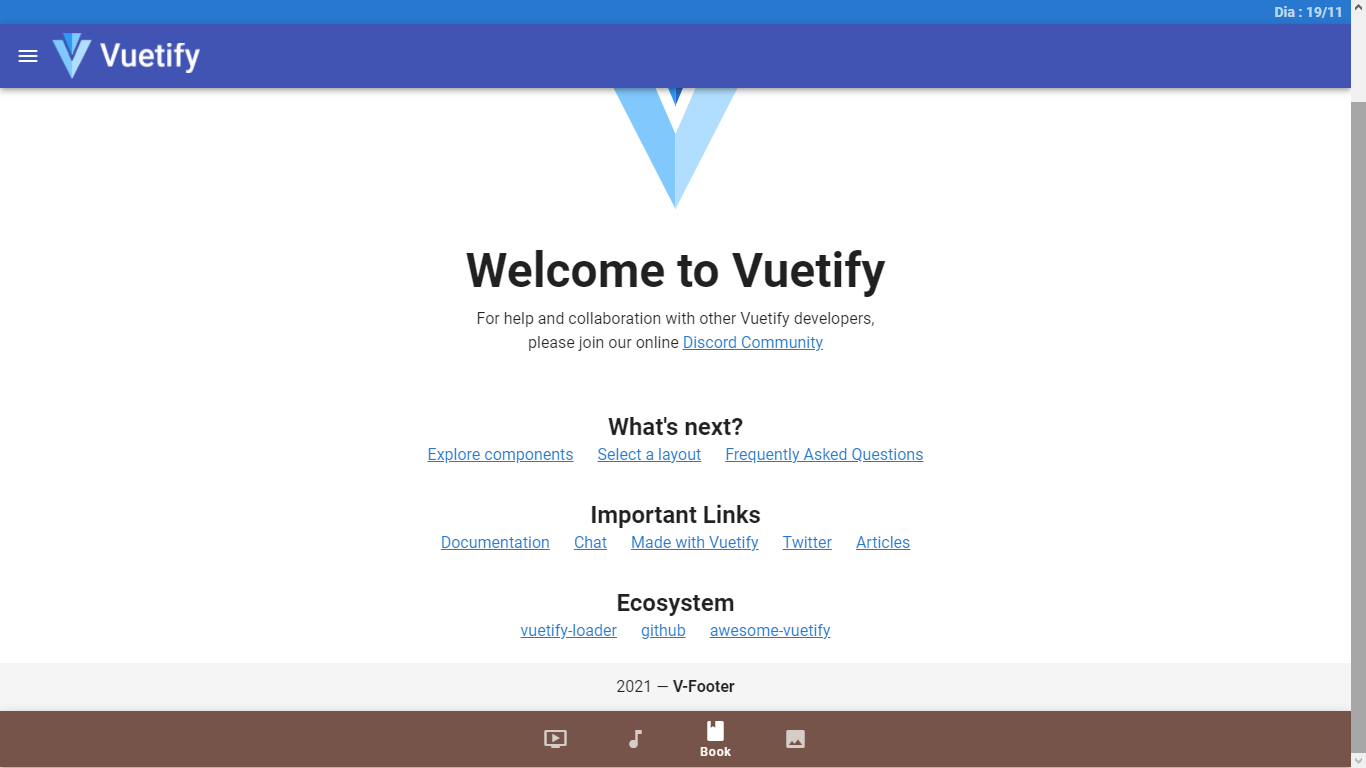 Dia : 19/11
Vuetify
Welcome to Vuetify
For help and collaboration with other Vuetify developers,
please join our online Discord Community
What's next?
Explore components Select a layout Frequently Asked Questions
Important Links
Documentation Chat Made with Vuetify Twitter Articles
Ecosystem
vuetify-loader github awesome-vuetify
2021 — V-Footer
Book